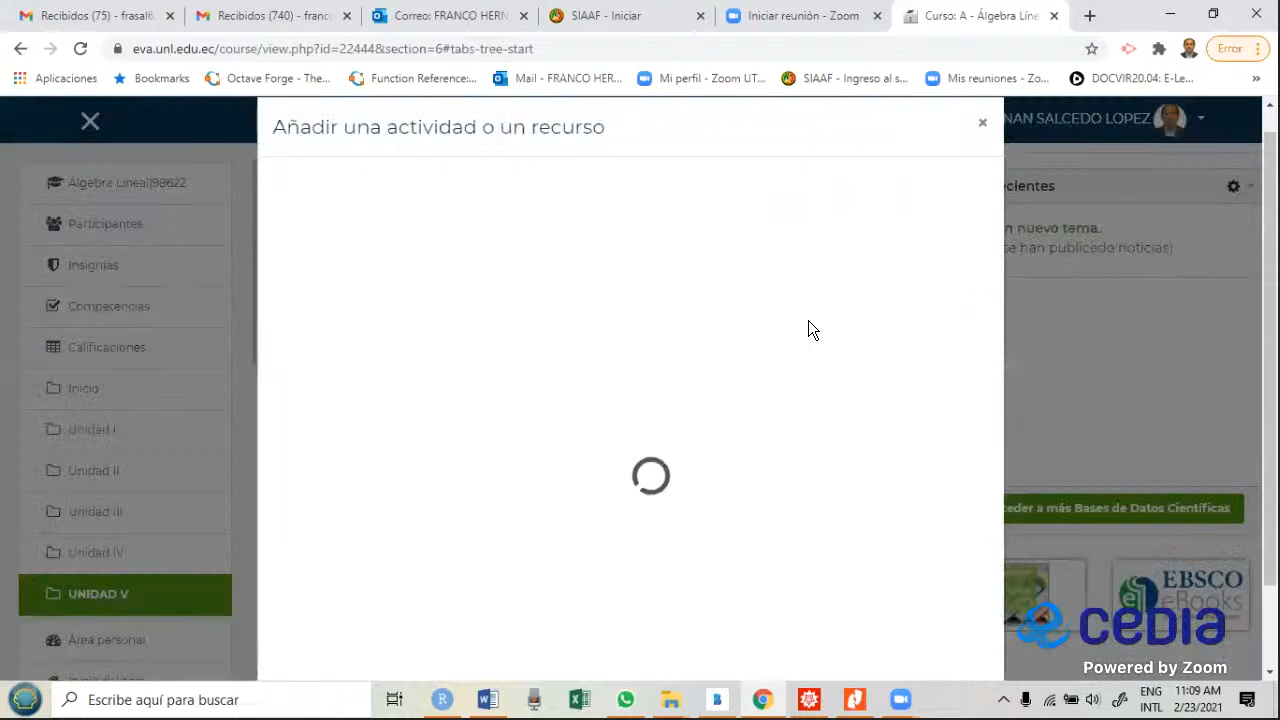 Recibidos (75) - frasal6
Recibidos (740) - franc
Correo: FRANCO HERN
SIAAF - Iniciar
Iniciar reunión - Zoom
Curso: A - Álgebra Line
eva.unl.edu.ec/course/view.php?id=22444&section=6#tabs-tree-start
Error
Aplicaciones
Bookmarks
Octave Forge - The...
Function Reference:...
Mail - FRANCO HER...
Mi perfil - Zoom UT...
SIAAF - Ingreso al s...
Mis reuniones - Zo...
DOCVIR20.04: E-Le...
»
Añadir una actividad o un recurso
×
NAN SALCEDO LOPEZ
Álgebra Lineal|98622
Participantes
Insignias
Competencias
Calificaciones
Inicio
Unidad I
Unidad II
Unidad III
Unidad IV
UNIDAD V
Área personal
ecientes
n nuevo tema..
se han publicado noticias)
ceder a más Bases de Datos Científicas
EBSCO
eBooks
cedia
Powered by Zoom
Escribe aquí para buscar
ENG
INTL
11:09 AM
2/23/2021